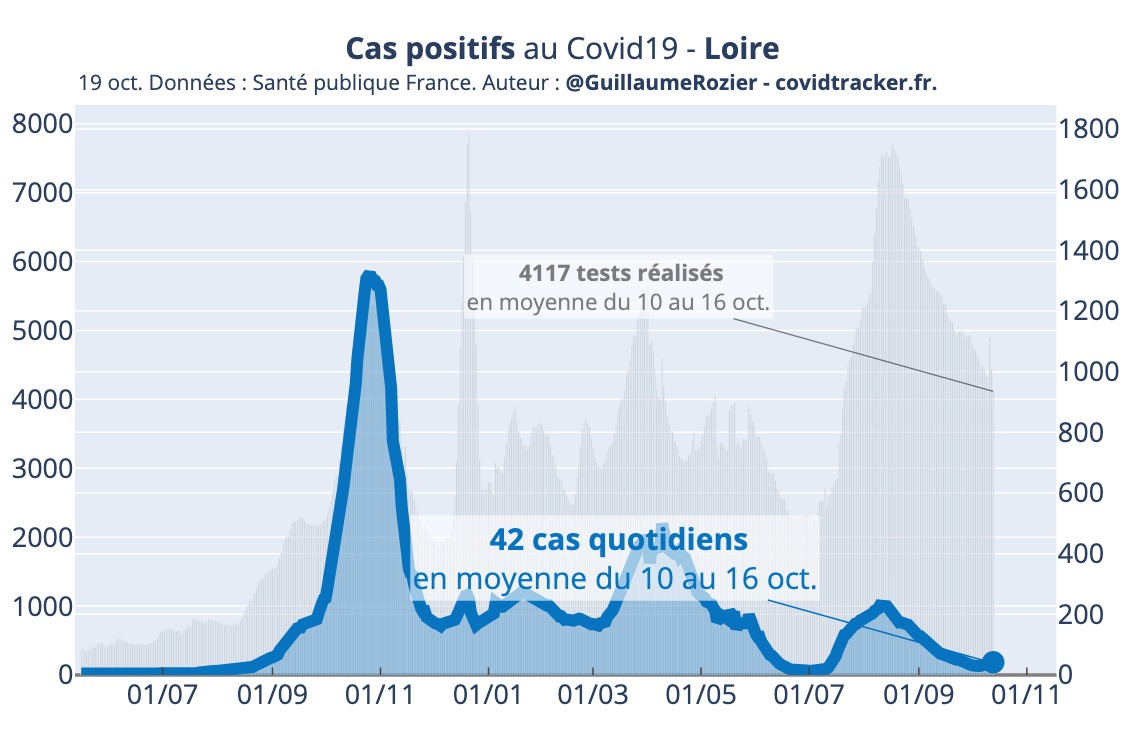 Cas positifs au Covid19 - Loire
19 oct. Données : Santé publique France. Auteur : @GuillaumeRozier - covidtracker.fr.
8000
7000
6000
5000
4000
3000
2000
1000
0
1800
1600
1400
1200
1000
800
600
400
200
0
4117 tests réalisés
en moyenne du 10 au 16 oct.
42 cas quotidiens
en moyenne du 10 au 16 oct.
01/07 01/09 01/11 01/01 01/03 01/05 01/07 01/09 01/11